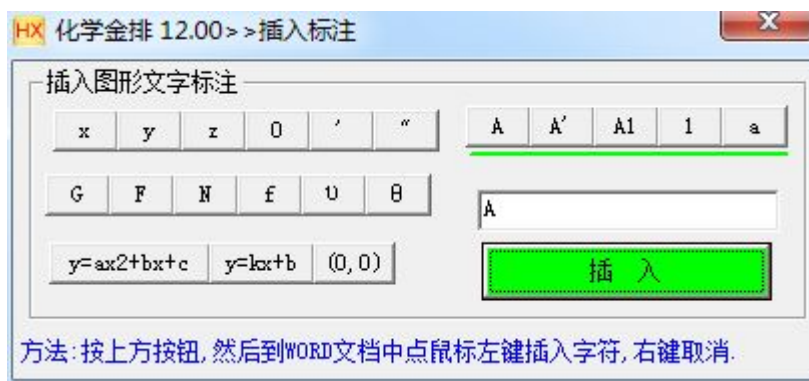 HX 化学金排 12.00>>插入标注 X
插入图形文字标注
x y z O ′ ″ A A′ A1 1 a
G F N f υ θ
A
y=ax2+bx+c y=kx+b (0,0) 插 入
方法:按上方按钮,然后到WORD文档中点鼠标左键插入字符,右键取消.